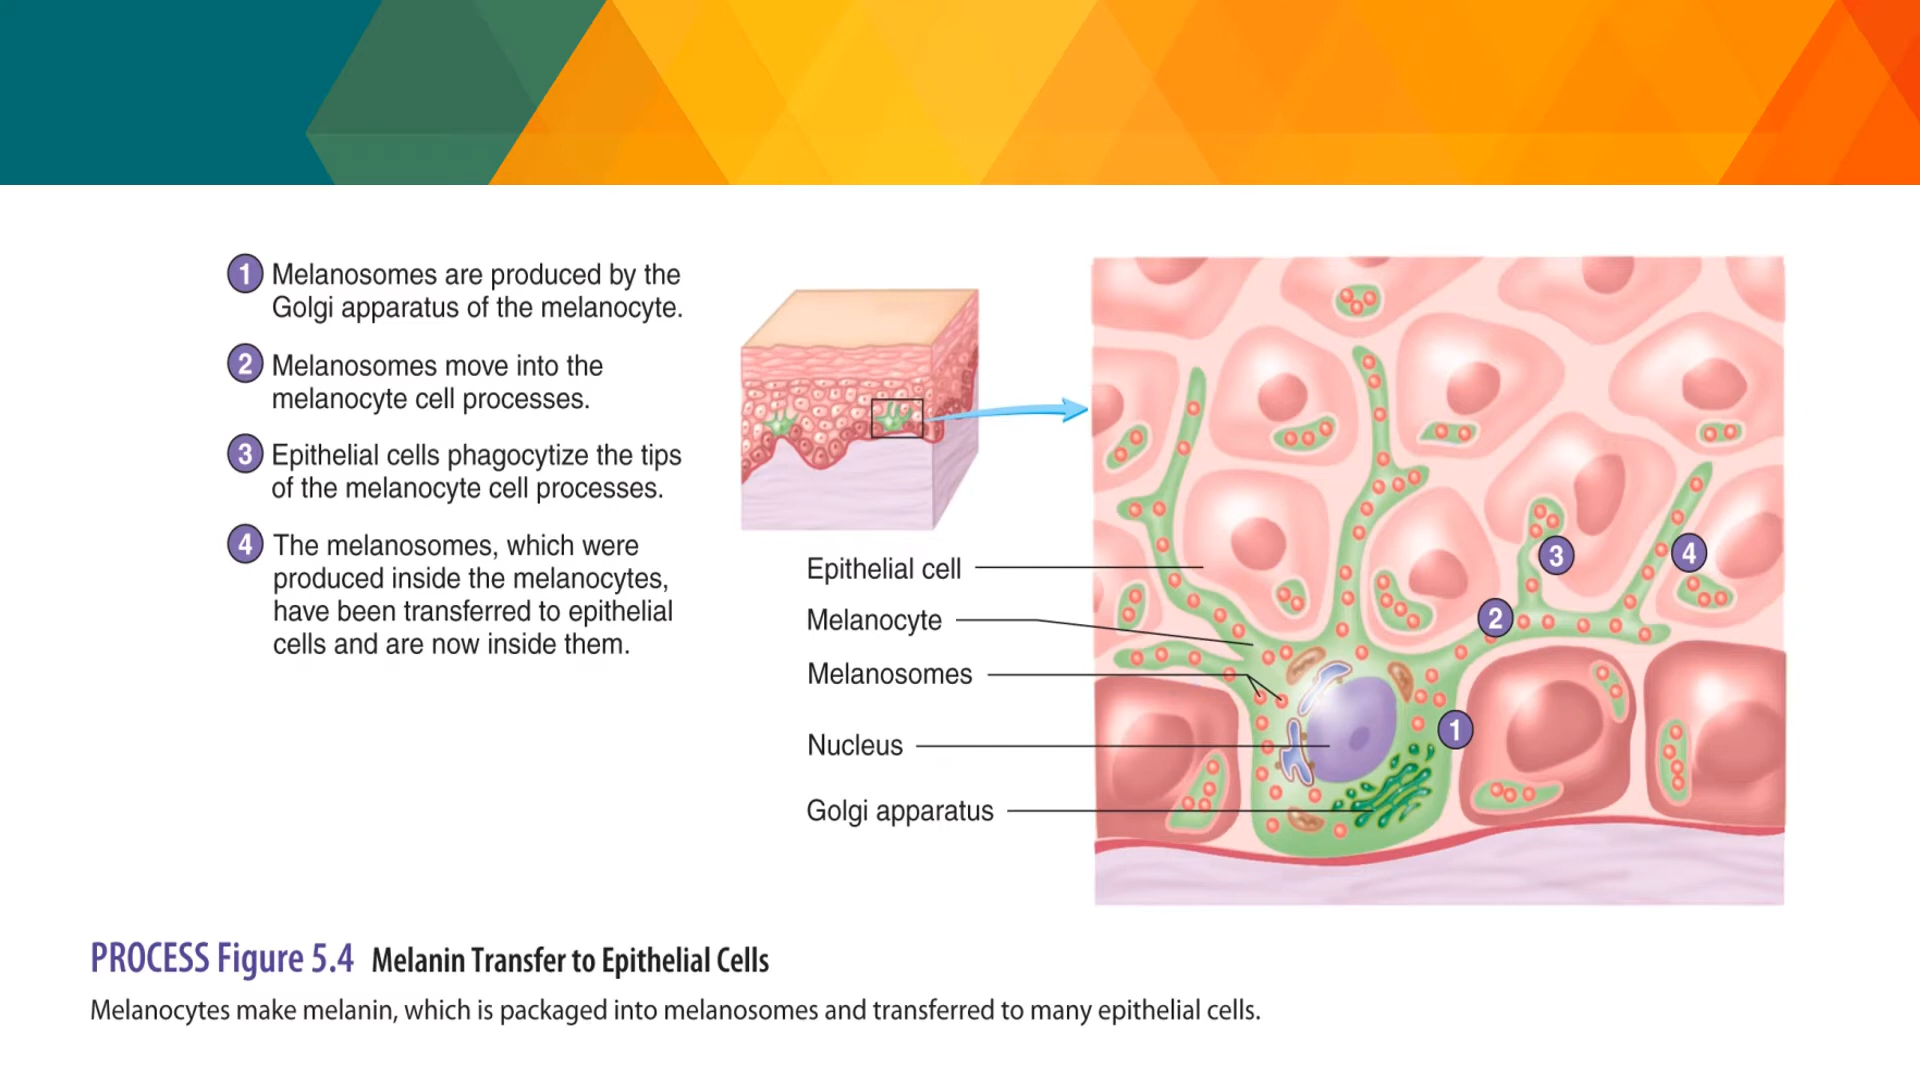 1 Melanosomes are produced by the
Golgi apparatus of the melanocyte.
2 Melanosomes move into the
melanocyte cell processes.
3 Epithelial cells phagocytize the tips
of the melanocyte cell processes.
4 The melanosomes, which were
produced inside the melanocytes,
have been transferred to epithelial
cells and are now inside them.
Epithelial cell
Melanocyte
Melanosomes
Nucleus
Golgi apparatus
3
4
2
1
PROCESS Figure 5.4 Melanin Transfer to Epithelial Cells
Melanocytes make melanin, which is packaged into melanosomes and transferred to many epithelial cells.